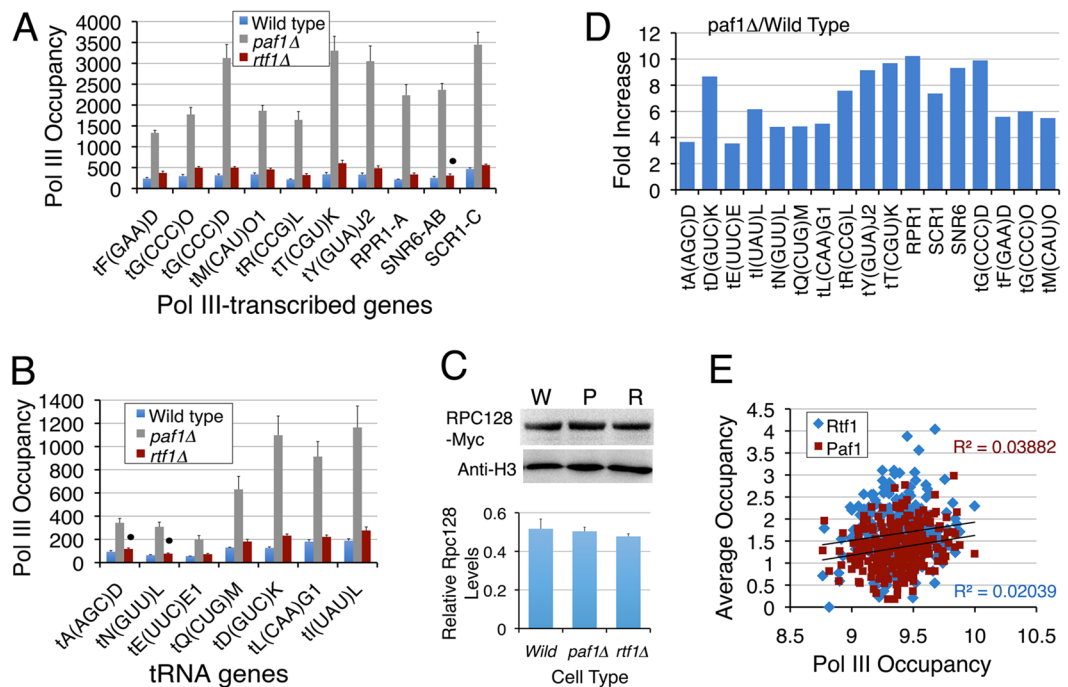 A
Pol III Occupancy
4000
3500
3000
2500
2000
1500
1000
500
0
Wild type
paf1Δ
rtf1Δ
tF(GAA)D
tG(CCC)O
tG(CCC)D
tM(CAU)O1
tR(CCG)L
tT(CGU)K
tY(GUA)J2
RPR1-A
SNR6-AB
SCR1-C
Pol III-transcribed genes
D
paf1Δ/Wild Type
Fold Increase
12
10
8
6
4
2
0
tA(AGC)D
tD(GUC)K
tE(UUC)E
tI(UAU)L
tN(GUU)L
tQ(CUG)M
tL(CAA)G1
tR(CCG)L
tY(GUA)J2
tT(CGU)K
RPR1
SCR1
SNR6
tG(CCC)D
tF(GAA)D
tG(CCC)O
tM(CAU)O
B
Pol III Occupancy
1400
1200
1000
800
600
400
200
0
Wild type
paf1Δ
rtf1Δ
tA(AGC)D
tN(GUU)L
tE(UUC)E1
tQ(CUG)M
tD(GUC)K
tL(CAA)G1
tI(UAU)L
tRNA genes
C
W P R
RPC128
-Myc
Anti-H3
Relative Rpc128
Levels
0.6
0.4
0.2
0
Wild paf1Δ rtf1Δ
Cell Type
E
Average Occupancy
4.5
4
3.5
3
2.5
2
1.5
1
0.5
0
Rtf1
Paf1
R² = 0.03882
R² = 0.02039
8.5 9 9.5 10 10.5
Pol III Occupancy